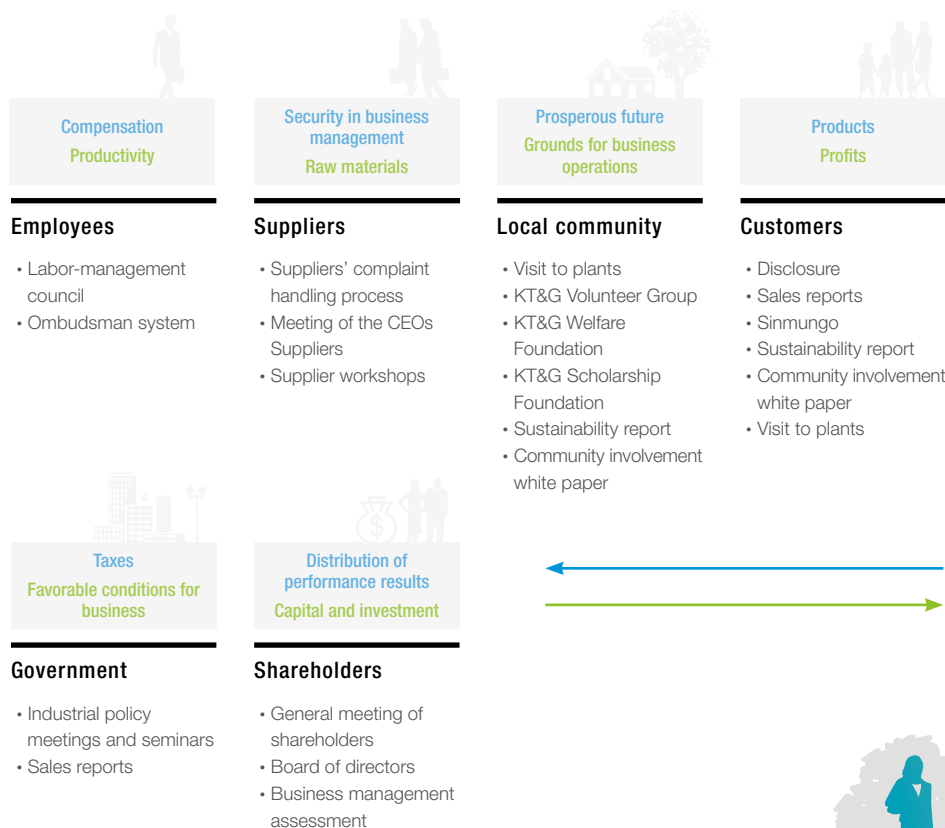 Compensation
Productivity
Employees
• Labor-management
council
• Ombudsman system
Security in business
management
Raw materials
Suppliers
• Suppliers’ complaint
handling process
• Meeting of the CEOs
Suppliers
• Supplier workshops
Prosperous future
Grounds for business
operations
Local community
• Visit to plants
• KT&G Volunteer Group
• KT&G Welfare
Foundation
• KT&G Scholarship
Foundation
• Sustainability report
• Community involvement
white paper
Products
Profits
Customers
• Disclosure
• Sales reports
• Sinmungo
• Sustainability report
• Community involvement
white paper
• Visit to plants
Taxes
Favorable conditions for
business
Government
• Industrial policy
meetings and seminars
• Sales reports
Distribution of
performance results
Capital and investment
Shareholders
• General meeting of
shareholders
• Board of directors
• Business management
assessment